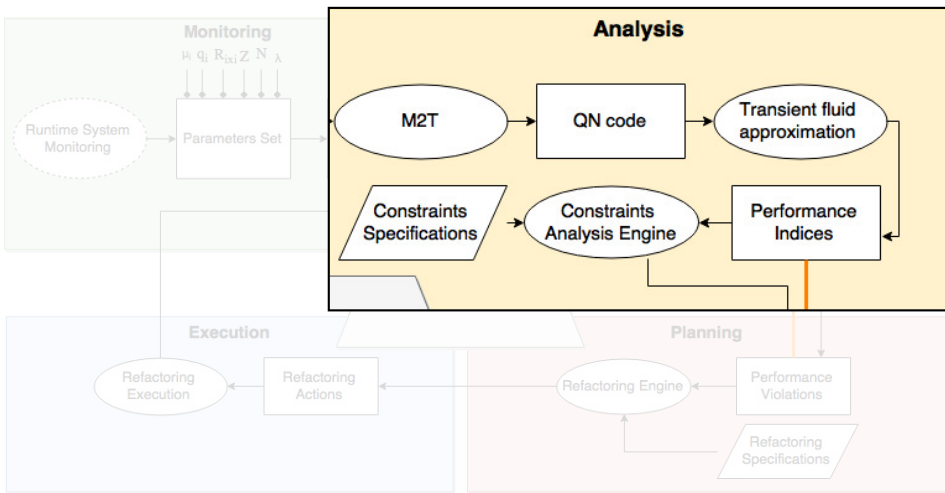 Monitoring
μi qi Rixi Z N λ
Runtime System
Monitoring
Parameters Set
Analysis
M2T
QN code
Transient fluid
approximation
Constraints
Specifications
Constraints
Analysis Engine
Performance
Indices
Execution
Refactoring
Execution
Refactoring
Actions
Planning
Refactoring Engine
Performance
Violations
Refactoring
Specifications